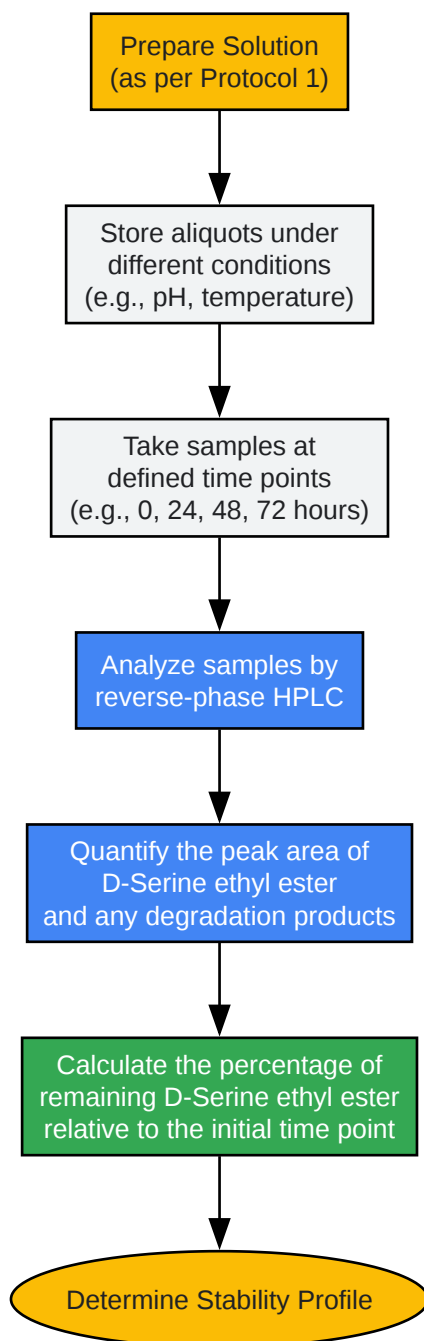 Prepare Solution
(as per Protocol 1)
Store aliquots under
different conditions
(e.g., pH, temperature)
Take samples at
defined time points
(e.g., 0, 24, 48, 72 hours)
Analyze samples by
reverse-phase HPLC
Quantify the peak area of
D-Serine ethyl ester
and any degradation products
Calculate the percentage of
remaining D-Serine ethyl ester
relative to the initial time point
Determine Stability Profile